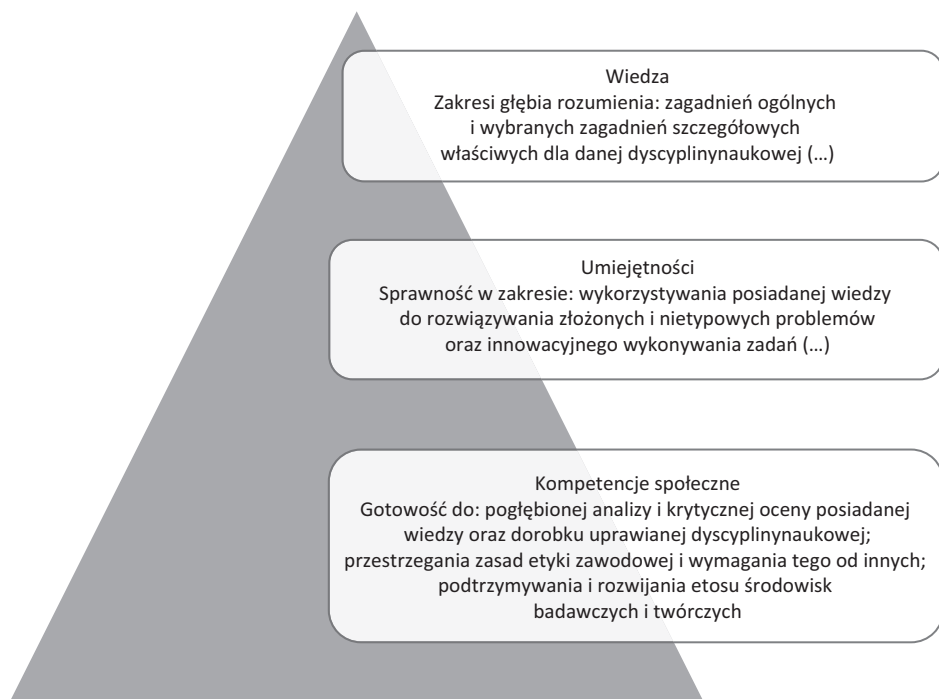 Wiedza
Zakresi głębia rozumienia: zagadnień ogólnych
i wybranych zagadnień szczegółowych
właściwych dla danej dyscyplinynaukowej (...)
Umiejętności
Sprawność w zakresie: wykorzystywania posiadanej wiedzy
do rozwiązywania złożonych i nietypowych problemów
oraz innowacyjnego wykonywania zadań (...)
Kompetencje społeczne
Gotowość do: pogłębionej analizy i krytycznej oceny posiadanej
wiedzy oraz dorobku uprawianej dyscyplinynaukowej;
przestrzegania zasad etyki zawodowej i wymagania tego od innych;
podtrzymywania i rozwijania etosu środowisk
badawczych i twórczych